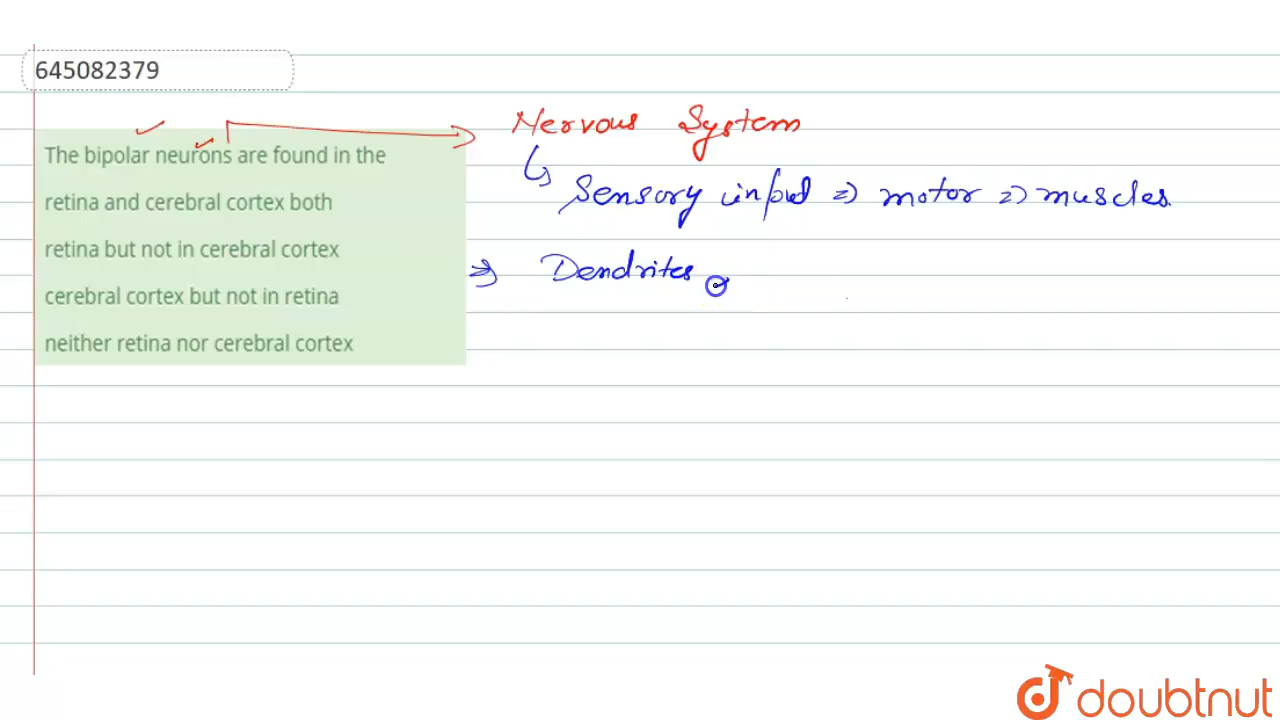 645082379
The bipolar neurons are found in the
retina and cerebral cortex both
retina but not in cerebral cortex
cerebral cortex but not in retina
neither retina nor cerebral cortex
Nervous System
Sensory input => motor => muscles.
=> Dendrites
doubtnut